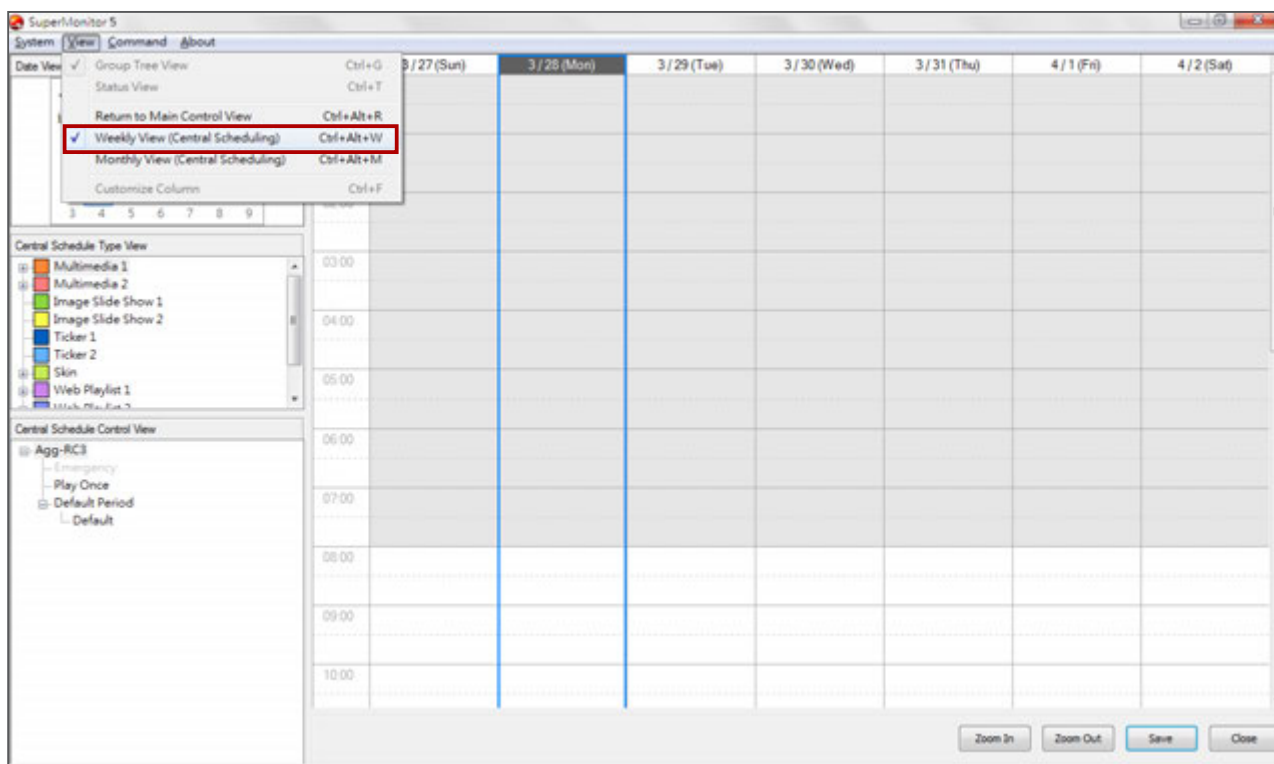 SuperMonitor 5
System View Command About
Date View
✓ Group Tree View Ctrl+G
Status View Ctrl+T
Return to Main Control View Ctrl+Alt+R
✓ Weekly View (Central Scheduling) Ctrl+Alt+W
Monthly View (Central Scheduling) Ctrl+Alt+M
Customize Column Ctrl+F
3 4 5 6 7 8 9
3 / 27 (Sun) 3 / 28 (Mon) 3 / 29 (Tue) 3 / 30 (Wed) 3 / 31 (Thu) 4 / 1 (Fri) 4 / 2 (Sat)
Central Schedule Type View
Multimedia 1
Multimedia 2
Image Slide Show 1
Image Slide Show 2
Ticker 1
Ticker 2
Skin
Web Playlist 1
Central Schedule Control View
Agg-RC3
Emergency
Play Once
Default Period
Default
03:00
04:00
05:00
06:00
07:00
08:00
09:00
10:00
Zoom In Zoom Out Save Close